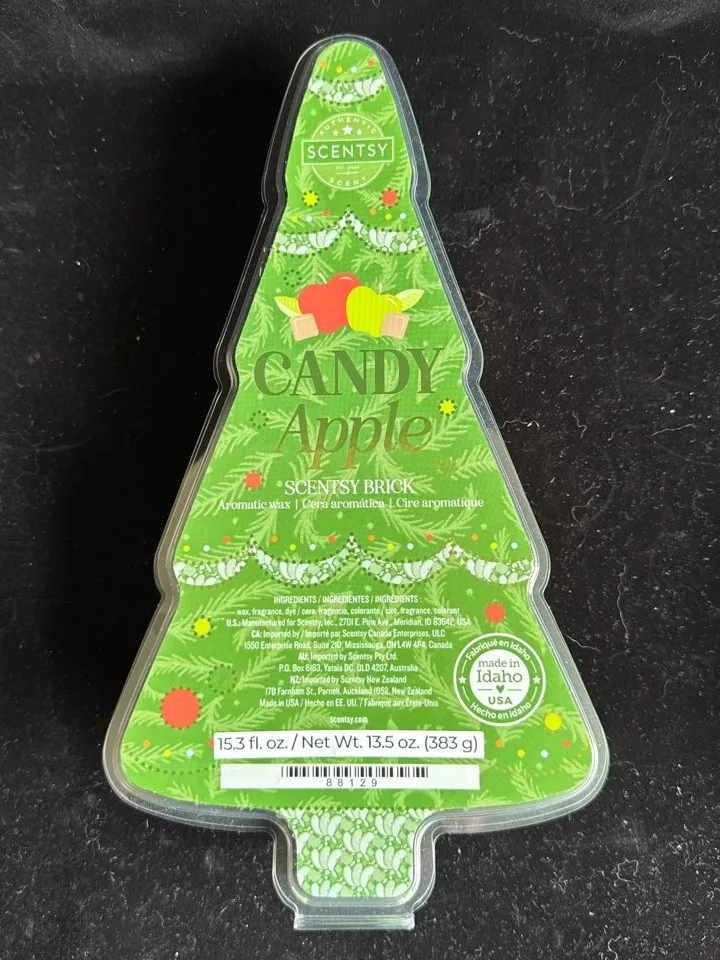 AUTHENTIC
SCENTSY
EST. 2004
SCENT
CANDY
Apple
SCENTSY BRICK
Aromatic wax | Cera aromática | Cire aromatique
INGREDIENTS / INGREDIENTES / INGRÉDIENTS :
wax, fragrance, dye / cera, fragancia, colorante / cire, fragrance, colorant
U.S.: Manufactured for Scentsy, Inc., 2701 E. Pine Ave., Meridian, ID 83642, USA
CA: Imported by / Importé par Scentsy Canada Enterprises, ULC
1550 Enterprise Road, Suite 210, Mississauga, ON L4W 4P4, Canada
AU: Imported by Scentsy Pty Ltd.
P.O. Box 6163, Yatala DC, QLD 4207, Australia
NZ: Imported by Scentsy New Zealand
17B Farnham St., Parnell, Auckland 1052, New Zealand
Made in USA / Hecho en EE. UU. / Fabriqué aux États-Unis
scentsy.com
Fabriqué en Idaho
made in
Idaho
USA
Hecho en Idaho
15.3 fl. oz. / Net Wt. 13.5 oz. (383 g)
88129